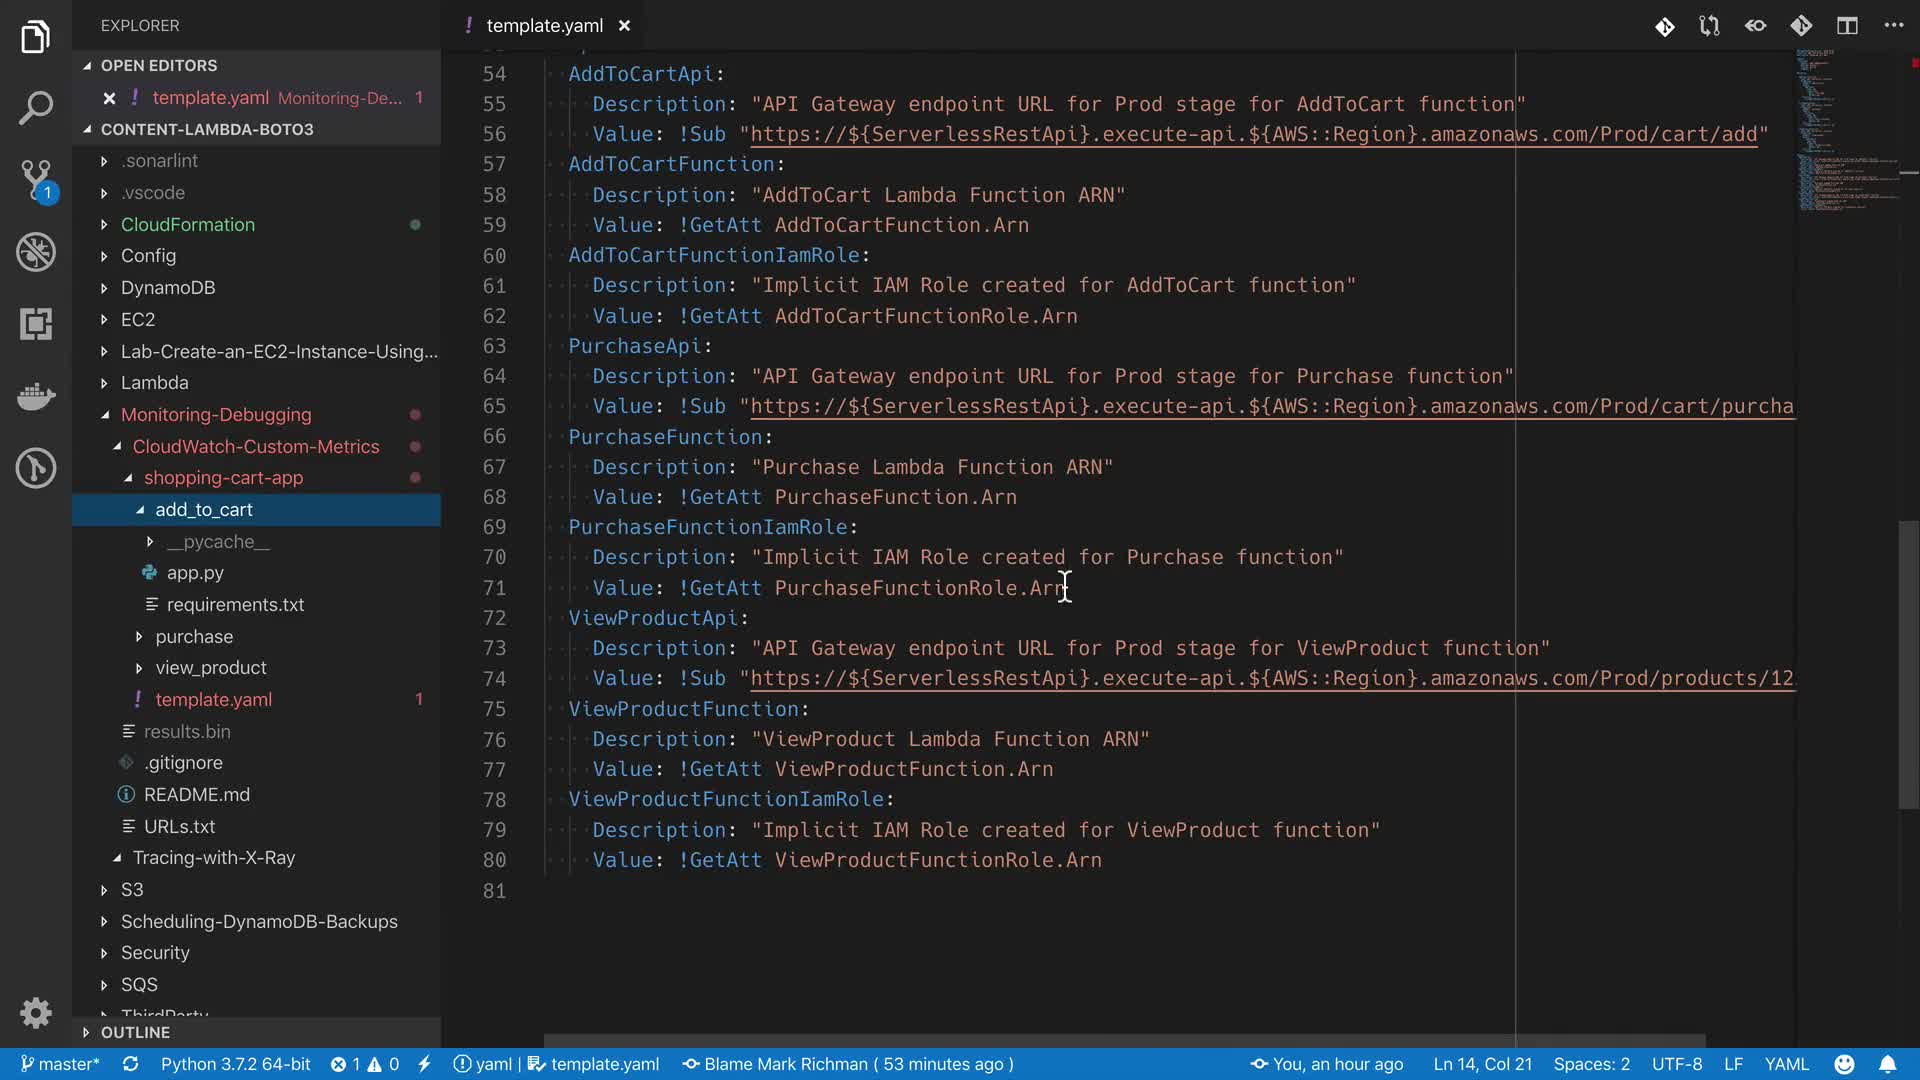 EXPLORER
OPEN EDITORS
template.yaml Monitoring-De... 1
CONTENT-LAMBDA-BOTO3
.sonarlint
.vscode
CloudFormation
Config
DynamoDB
EC2
Lab-Create-an-EC2-Instance-Using...
Lambda
Monitoring-Debugging
CloudWatch-Custom-Metrics
shopping-cart-app
add_to_cart
__pycache__
app.py
requirements.txt
purchase
view_product
template.yaml 1
results.bin
.gitignore
README.md
URLs.txt
Tracing-with-X-Ray
S3
Scheduling-DynamoDB-Backups
Security
SQS
ThirdParty
OUTLINE
1
template.yaml
54 AddToCartApi:
55 Description: "API Gateway endpoint URL for Prod stage for AddToCart function"
56 Value: !Sub "https://${ServerlessRestApi}.execute-api.${AWS::Region}.amazonaws.com/Prod/cart/add"
57 AddToCartFunction:
58 Description: "AddToCart Lambda Function ARN"
59 Value: !GetAtt AddToCartFunction.Arn
60 AddToCartFunctionIamRole:
61 Description: "Implicit IAM Role created for AddToCart function"
62 Value: !GetAtt AddToCartFunctionRole.Arn
63 PurchaseApi:
64 Description: "API Gateway endpoint URL for Prod stage for Purchase function"
65 Value: !Sub "https://${ServerlessRestApi}.execute-api.${AWS::Region}.amazonaws.com/Prod/cart/purcha
66 PurchaseFunction:
67 Description: "Purchase Lambda Function ARN"
68 Value: !GetAtt PurchaseFunction.Arn
69 PurchaseFunctionIamRole:
70 Description: "Implicit IAM Role created for Purchase function"
71 Value: !GetAtt PurchaseFunctionRole.Arn
72 ViewProductApi:
73 Description: "API Gateway endpoint URL for Prod stage for ViewProduct function"
74 Value: !Sub "https://${ServerlessRestApi}.execute-api.${AWS::Region}.amazonaws.com/Prod/products/12
75 ViewProductFunction:
76 Description: "ViewProduct Lambda Function ARN"
77 Value: !GetAtt ViewProductFunction.Arn
78 ViewProductFunctionIamRole:
79 Description: "Implicit IAM Role created for ViewProduct function"
80 Value: !GetAtt ViewProductFunctionRole.Arn
81
master* Python 3.7.2 64-bit 1 0 yaml | template.yaml Blame Mark Richman ( 53 minutes ago ) You, an hour ago Ln 14, Col 21 Spaces: 2 UTF-8 LF YAML